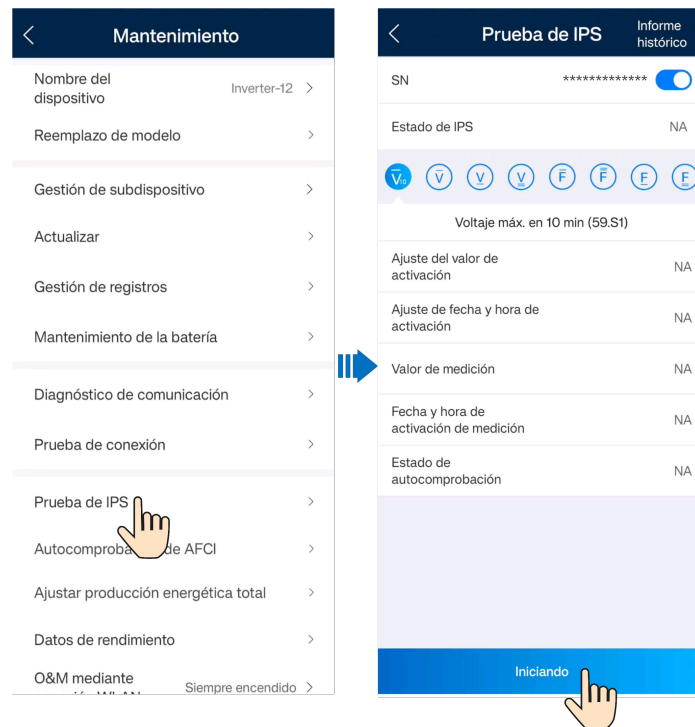 Mantenimiento
Nombre del
dispositivo
Inverter-12
Reemplazo de modelo
Gestión de subdispositivo
Actualizar
Gestión de registros
Mantenimiento de la batería
Diagnóstico de comunicación
Prueba de conexión
Prueba de IPS
Autocomproba de AFCI
Ajustar producción energética total
Datos de rendimiento
O&M mediante
Siempre encendido
Prueba de IPS
Informe
histórico
SN
*************
Estado de IPS
NA
V10 V V V F F F F
Voltaje máx. en 10 min (59.S1)
Ajuste del valor de
activación
NA
Ajuste de fecha y hora de
activación
NA
Valor de medición
NA
Fecha y hora de
activación de medición
NA
Estado de
autocomprobación
NA
Iniciando